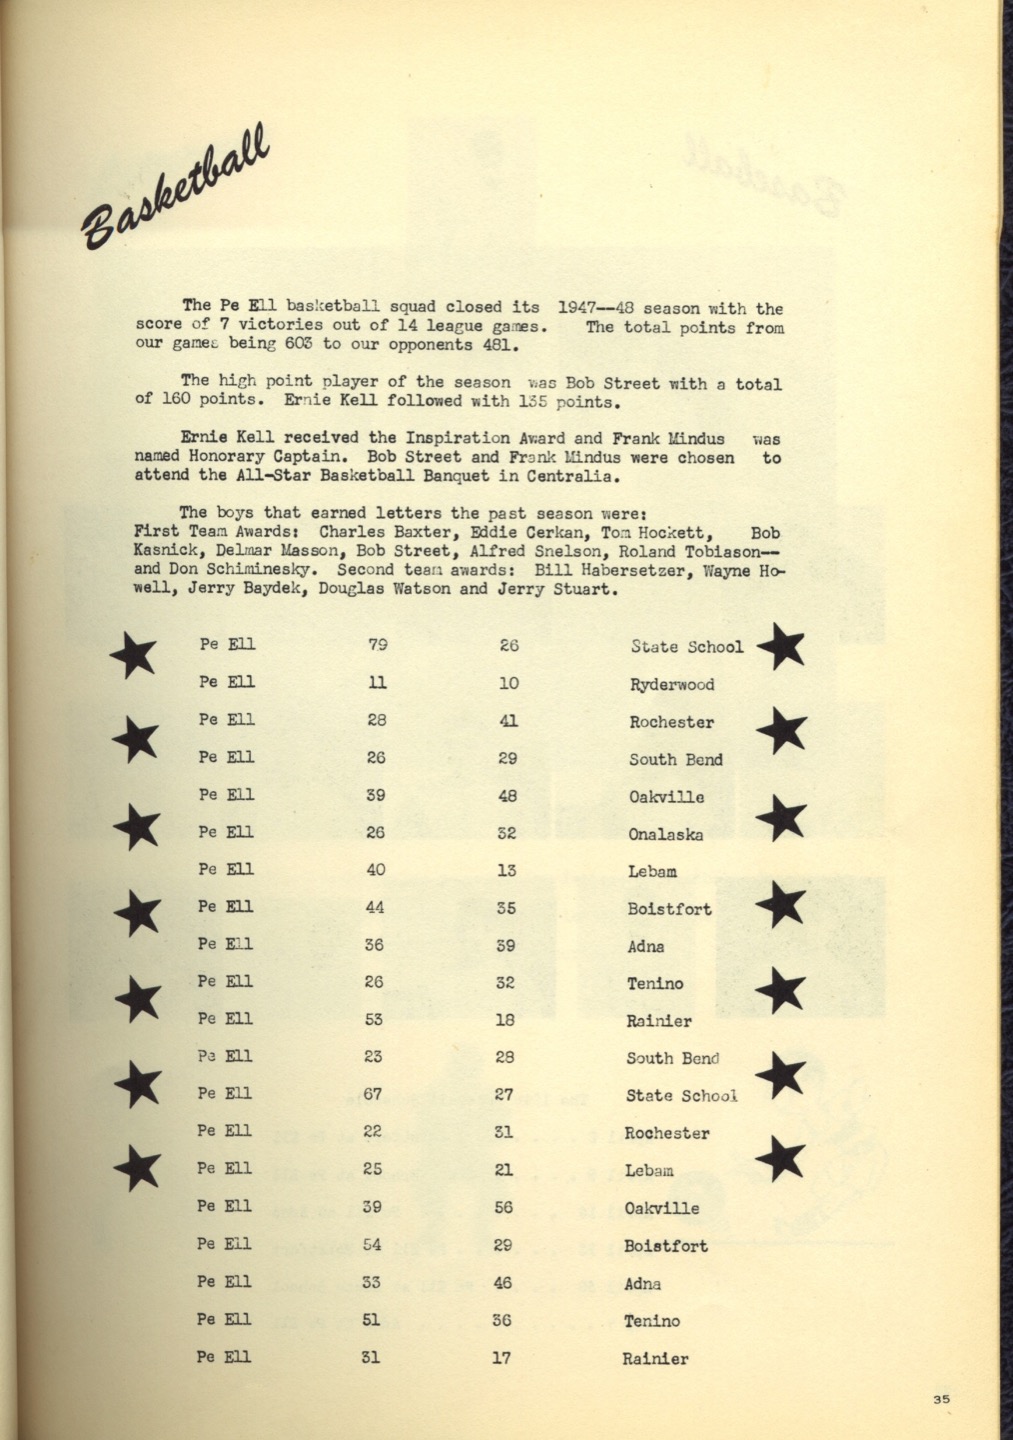 Basketball
The Pe Ell basketball squad closed its 1947--48 season with the
score of 7 victories out of 14 league games. The total points from
our games being 603 to our opponents 481.
The high point player of the season was Bob Street with a total
of 160 points. Ernie Kell followed with 135 points.
Ernie Kell received the Inspiration Award and Frank Mindus was
named Honorary Captain. Bob Street and Frank Mindus were chosen to
attend the All-Star Basketball Banquet in Centralia.
The boys that earned letters the past season were:
First Team Awards: Charles Baxter, Eddie Cerkan, Tom Hockett, Bob
Kasnick, Delmar Masson, Bob Street, Alfred Snelson, Roland Tobiason--
and Don Schiminesky. Second team awards: Bill Habersetzer, Wayne Ho-
well, Jerry Baydek, Douglas Watson and Jerry Stuart.
Pe Ell 79 26 State School
Pe Ell 11 10 Ryderwood
Pe Ell 28 41 Rochester
Pe Ell 26 29 South Bend
Pe Ell 39 48 Oakville
Pe Ell 26 32 Onalaska
Pe Ell 40 13 Lebam
Pe Ell 44 35 Boistfort
Pe Ell 36 39 Adna
Pe Ell 26 32 Tenino
Pe Ell 53 18 Rainier
Pe Ell 23 28 South Bend
Pe Ell 67 27 State School
Pe Ell 22 31 Rochester
Pe Ell 25 21 Lebam
Pe Ell 39 56 Oakville
Pe Ell 54 29 Boistfort
Pe Ell 33 46 Adna
Pe Ell 51 36 Tenino
Pe Ell 31 17 Rainier
35